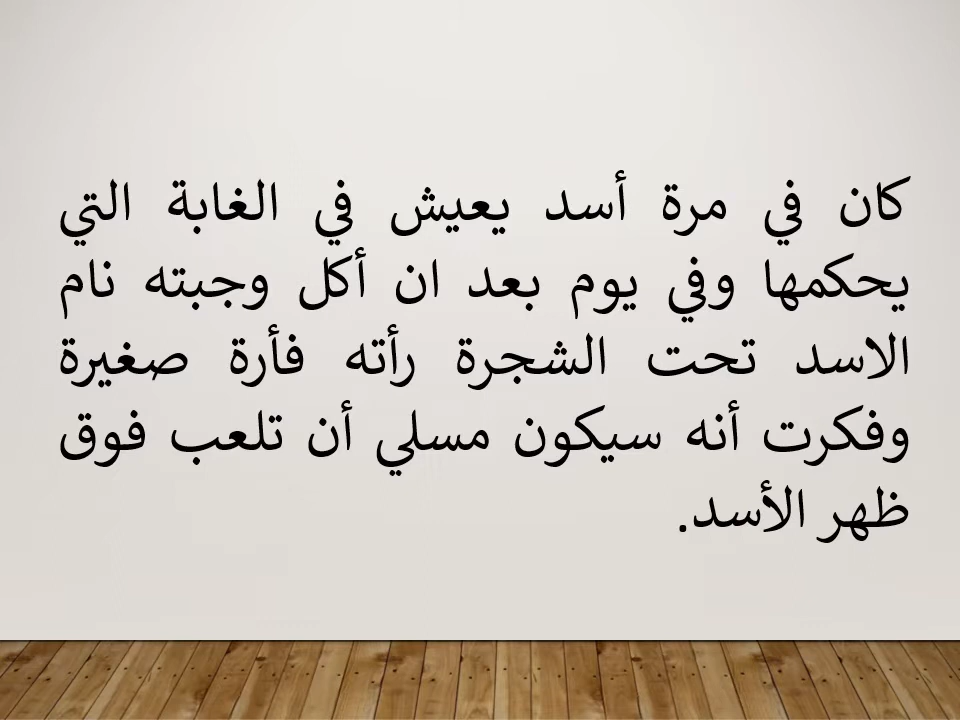 كان في مرة أسد يعيش في الغابة التي
يحكمها وفي يوم بعد ان أكل وجبته نام
الاسد تحت الشجرة رأته فأرة صغيرة
وفكرت أنه سيكون مسلي أن تلعب فوق
ظهر الأسد.